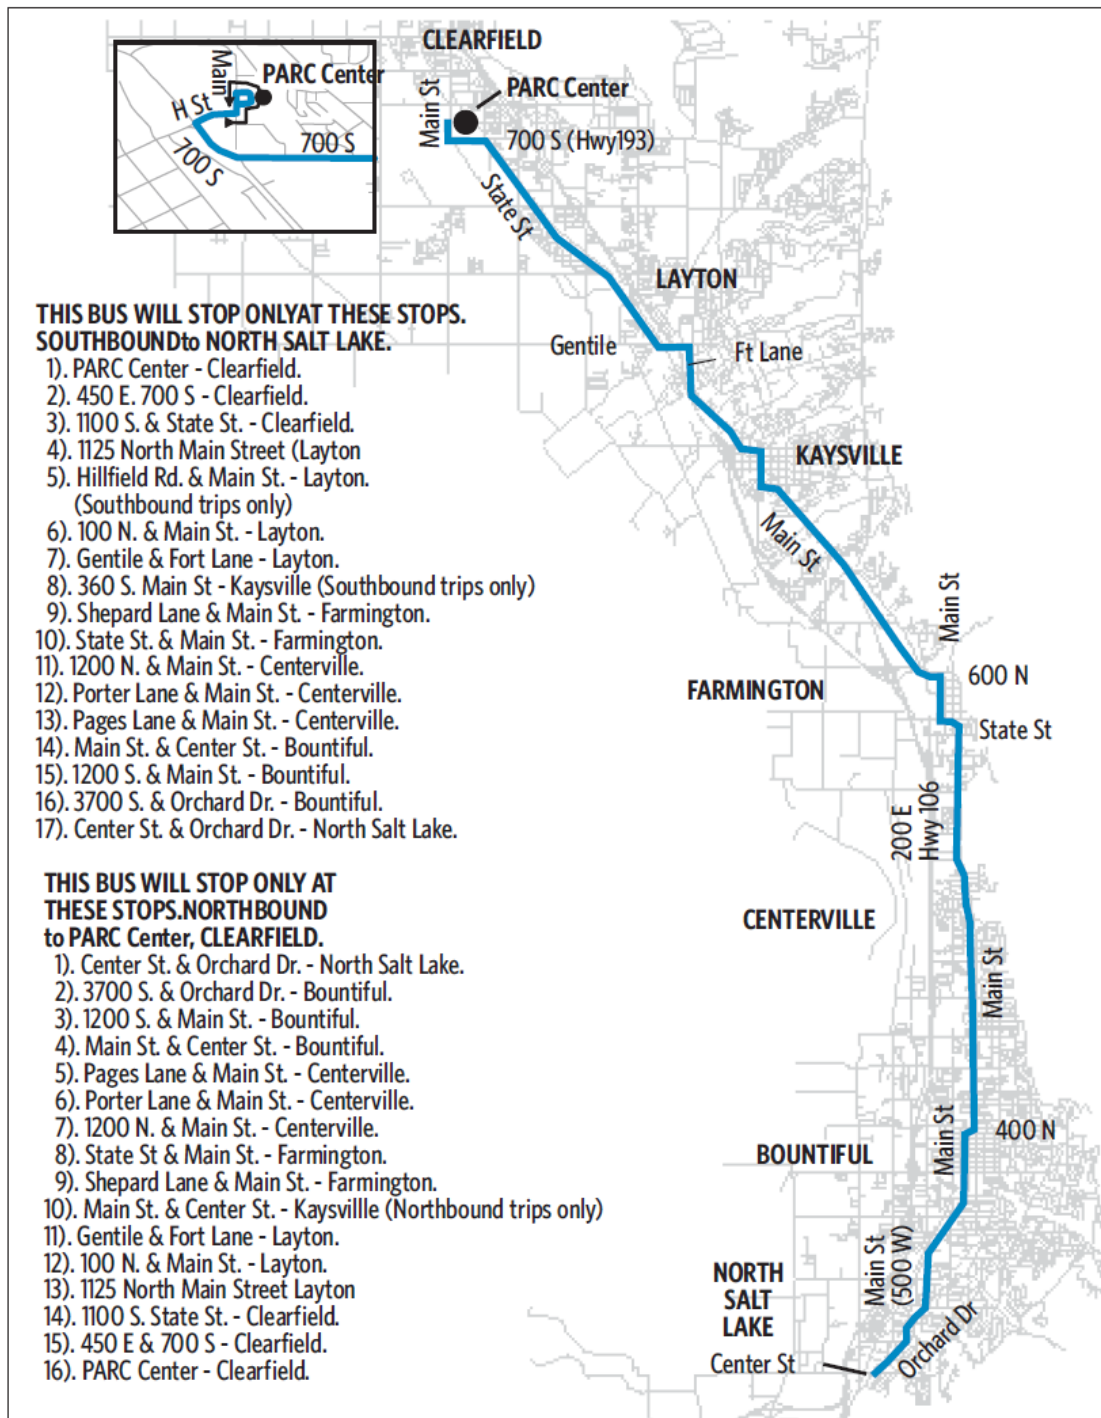 CLEARFIELD
PARC Center
Main St
700 S (Hwy193)
State St
Main
PARC Center
H St
700 S
700 S
LAYTON
Gentile
Ft Lane
KAYSVILLE
Main St
Main St
600 N
FARMINGTON
State St
200 E
Hwy 106
CENTERVILLE
Main St
Main St
400 N
BOUNTIFUL
Main St
(500 W)
NORTH
SALT
LAKE
Orchard Dr
Center St
THIS BUS WILL STOP ONLYAT THESE STOPS.
SOUTHBOUNDto NORTH SALT LAKE.
1). PARC Center - Clearfield.
2). 450 E. 700 S - Clearfield.
3). 1100 S. & State St. - Clearfield.
4). 1125 North Main Street (Layton
5). Hillfield Rd. & Main St. - Layton.
(Southbound trips only)
6). 100 N. & Main St. - Layton.
7). Gentile & Fort Lane - Layton.
8). 360 S. Main St - Kaysville (Southbound trips only)
9). Shepard Lane & Main St. - Farmington.
10). State St. & Main St. - Farmington.
11). 1200 N. & Main St. - Centerville.
12). Porter Lane & Main St. - Centerville.
13). Pages Lane & Main St. - Centerville.
14). Main St. & Center St. - Bountiful.
15). 1200 S. & Main St. - Bountiful.
16). 3700 S. & Orchard Dr. - Bountiful.
17). Center St. & Orchard Dr. - North Salt Lake.
THIS BUS WILL STOP ONLY AT
THESE STOPS.NORTHBOUND
to PARC Center, CLEARFIELD.
1). Center St. & Orchard Dr. - North Salt Lake.
2). 3700 S. & Orchard Dr. - Bountiful.
3). 1200 S. & Main St. - Bountiful.
4). Main St. & Center St. - Bountiful.
5). Pages Lane & Main St. - Centerville.
6). Porter Lane & Main St. - Centerville.
7). 1200 N. & Main St. - Centerville.
8). State St & Main St. - Farmington.
9). Shepard Lane & Main St. - Farmington.
10). Main St. & Center St. - Kaysvillle (Northbound trips only)
11). Gentile & Fort Lane - Layton.
12). 100 N. & Main St. - Layton.
13). 1125 North Main Street Layton
14). 1100 S. State St. - Clearfield.
15). 450 E & 700 S - Clearfield.
16). PARC Center - Clearfield.